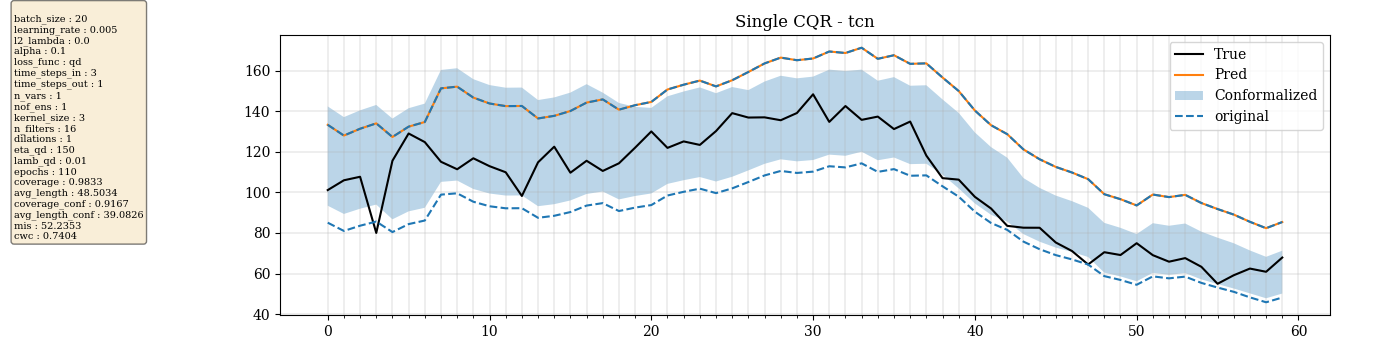 batch_size : 20
learning_rate : 0.005
l2_lambda : 0.0
alpha : 0.1
loss_func : qd
time_steps_in : 3
time_steps_out : 1
n_vars : 1
nof_ens : 1
kernel_size : 3
n_filters : 16
dilations : 1
eta_qd : 150
lamb_qd : 0.01
epochs : 110
coverage : 0.9833
avg_length : 48.5034
coverage_conf : 0.9167
avg_length_conf : 39.0826
mis : 52.2353
cwc : 0.7404
Single CQR - tcn
True
Pred
Conformalized
original
160
140
120
100
80
60
40
0 10 20 30 40 50 60